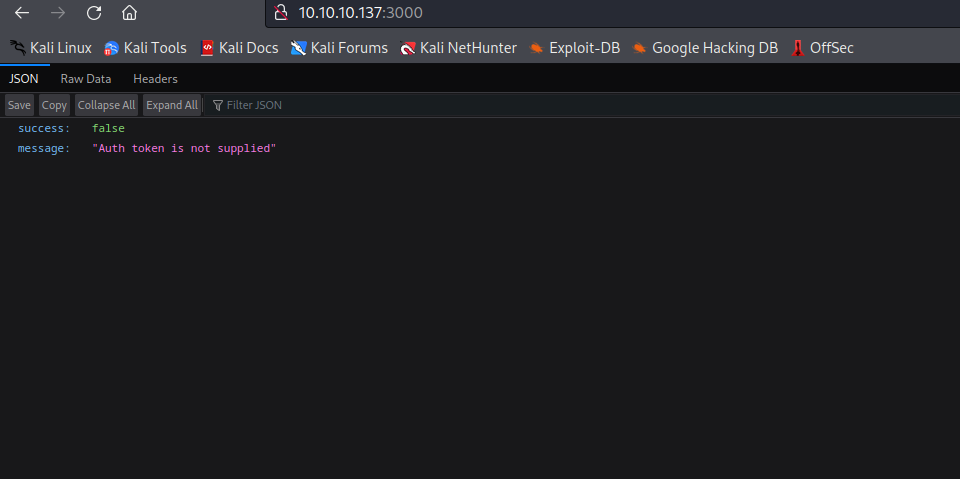 10.10.10.137:3000
Kali Linux Kali Tools Kali Docs Kali Forums Kali NetHunter Exploit-DB Google Hacking DB OffSec
JSON Raw Data Headers
Save Copy Collapse All Expand All Filter JSON
success: false
message: "Auth token is not supplied"